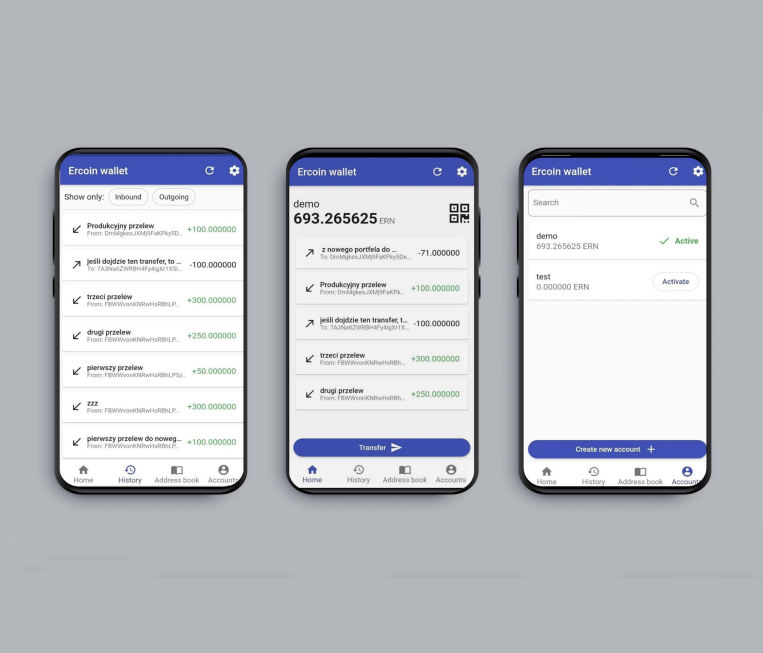 Ercoin wallet
Show only: Inbound Outgoing
Produkcyjny przelew
From: DmMgkesJXMj9FaKPky5D... +100.000000
jeśli dojdzie ten transfer, to ...
To: 7A3Na6ZWRBH4Fy4igXr1X5i... -100.000000
trzeci przelew
From: FBWWvonKNRwHsRBhLP... +300.000000
drugi przelew
From: FBWWvonKNRwHsRBhLP... +250.000000
pierwszy przelew
From: FBWWvonKNRwHsRBhLPSz... +50.000000
zzz
From: FBWWvonKNRwHsRBhLP... +300.000000
pierwszy przelew do noweg...
From: FBWWvonKNRwHsRBhLP... +100.000000
Home History Address book Accounts
Ercoin wallet
demo
693.265625 ERN
z nowego portfela do ...
To: DmMgkesJXMj9FaKPky5De... -71.000000
Produkcyjny przelew
From: DmMgkesJXMj9FaKPk... +100.000000
jeśli dojdzie ten transfer, t...
To: 7A3Na6ZWRBH4Fy4igXr1X... -100.000000
trzeci przelew
From: FBWWvonKNRwHsRBh... +300.000000
drugi przelew
From: FBWWvonKNRwHsRBh... +250.000000
Transfer
Home History Address book Accounts
Ercoin wallet
Search
demo
693.265625 ERN Active
test
0.000000 ERN Activate
Create new account
Home History Address book Accounts